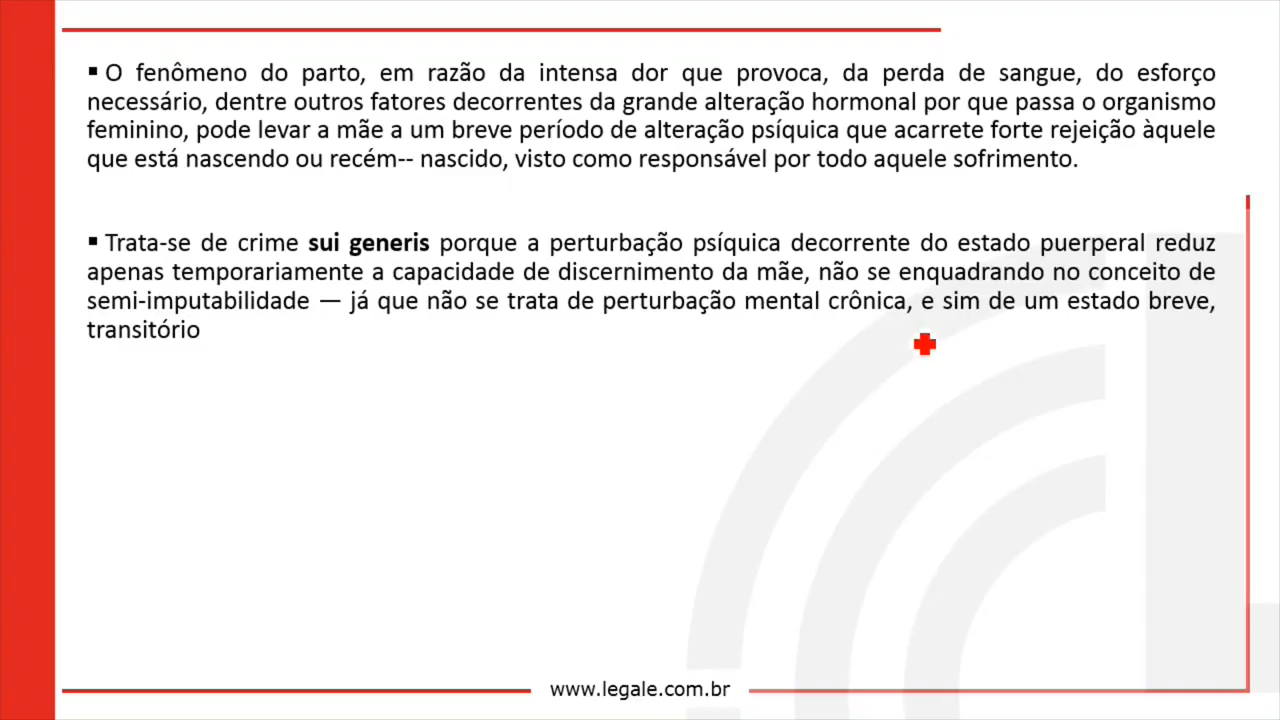 ▪ O fenômeno do parto, em razão da intensa dor que provoca, da perda de sangue, do esforço
necessário, dentre outros fatores decorrentes da grande alteração hormonal por que passa o organismo
feminino, pode levar a mãe a um breve período de alteração psíquica que acarrete forte rejeição àquele
que está nascendo ou recém-- nascido, visto como responsável por todo aquele sofrimento.
▪ Trata-se de crime sui generis porque a perturbação psíquica decorrente do estado puerperal reduz
apenas temporariamente a capacidade de discernimento da mãe, não se enquadrando no conceito de
semi-imputabilidade — já que não se trata de perturbação mental crônica, e sim de um estado breve,
transitório
www.legale.com.br